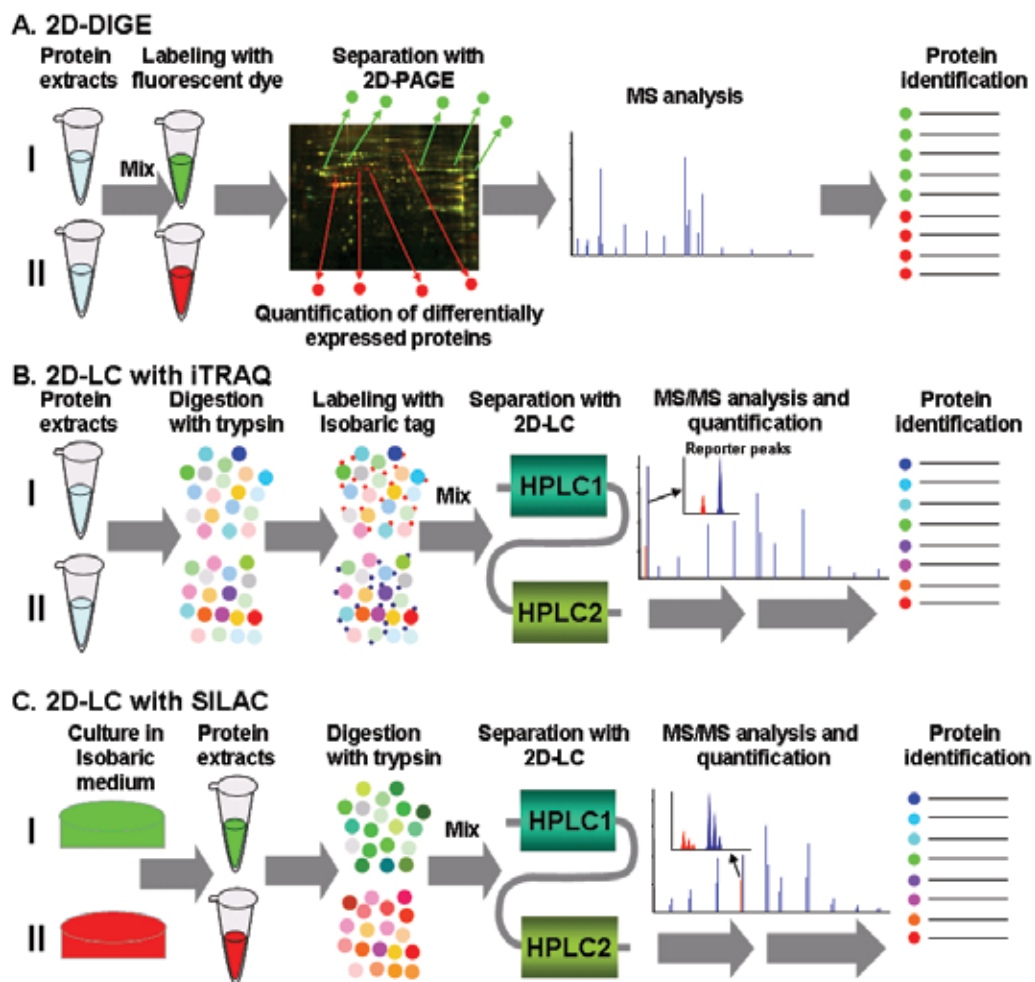 A. 2D-DIGE
Protein
extracts
Labeling with
fluorescent dye
Separation with
2D-PAGE
MS analysis
Protein
identification
I
Mix
II
Quantification of differentially
expressed proteins
B. 2D-LC with iTRAQ
Protein
extracts
Digestion
with trypsin
Labeling with
Isobaric tag
Separation with
2D-LC
MS/MS analysis and
quantification
Protein
identification
Reporter peaks
I
Mix
HPLC1
II
HPLC2
C. 2D-LC with SILAC
Culture in
Isobaric
medium
Protein
extracts
Digestion
with trypsin
Separation with
2D-LC
MS/MS analysis and
quantification
Protein
identification
I
Mix
HPLC1
II
HPLC2